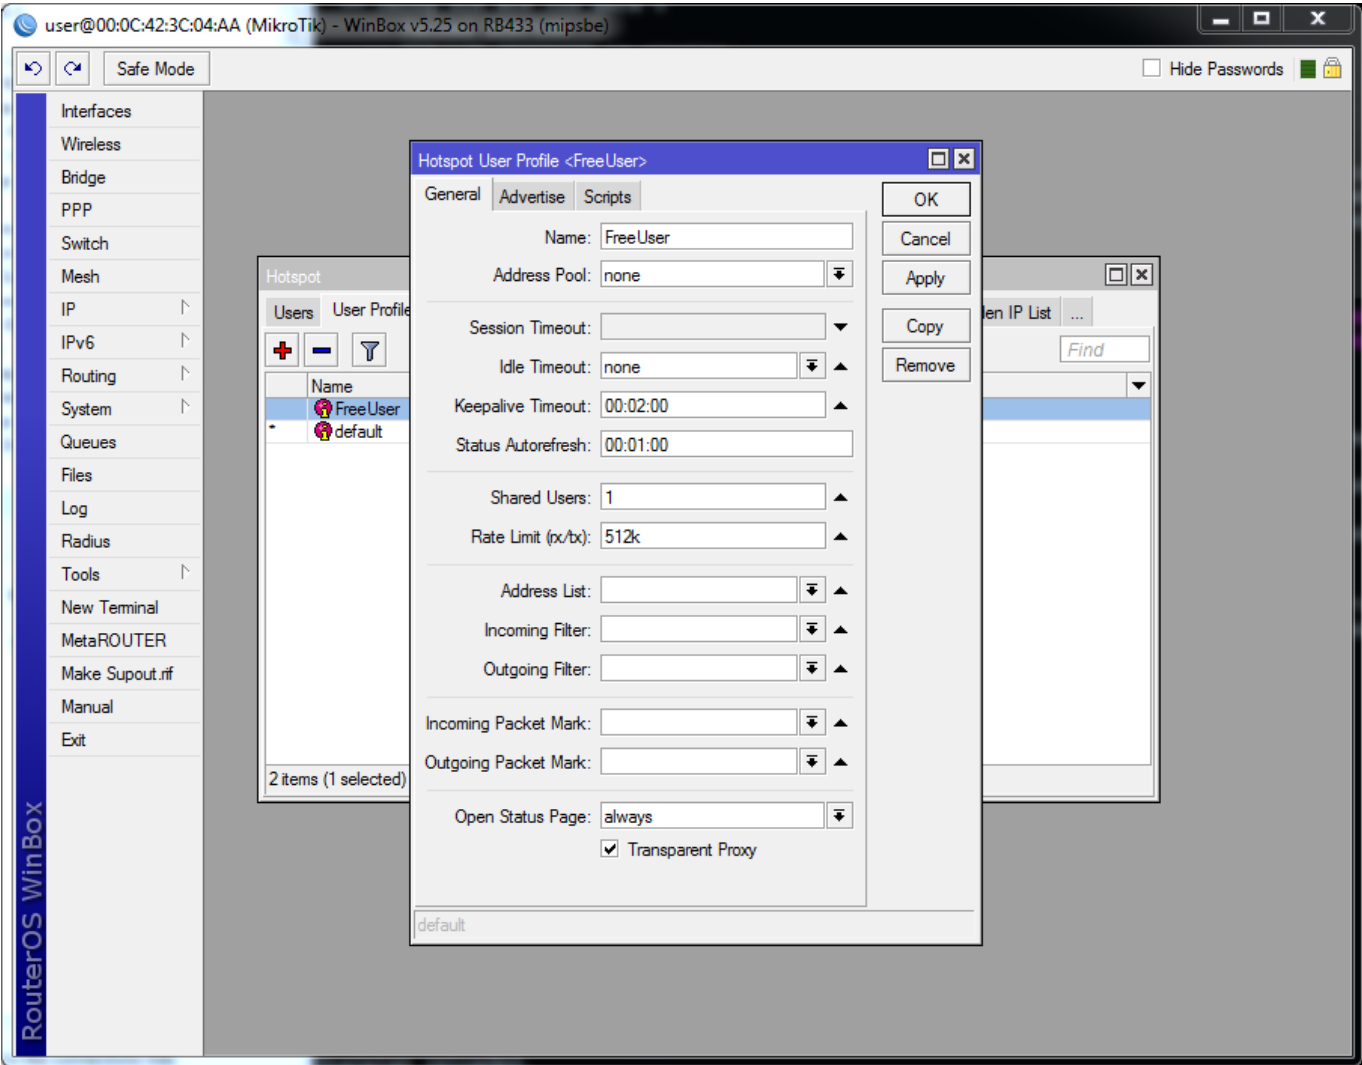 user@00:0C:42:3C:04:AA (MikroTik) - WinBox v5.25 on RB433 (mipsbe)
Safe Mode
Hide Passwords
Interfaces
Wireless
Bridge
PPP
Switch
Mesh
IP
IPv6
Routing
System
Queues
Files
Log
Radius
Tools
New Terminal
MetaROUTER
Make Supout.rif
Manual
Exit
RouterOS WinBox
Hotspot
Users User Profile
len IP List ...
Find
Name
FreeUser
* default
2 items (1 selected)
Hotspot User Profile <FreeUser>
General Advertise Scripts
Name: FreeUser
Address Pool: none
Session Timeout:
Idle Timeout: none
Keepalive Timeout: 00:02:00
Status Autorefresh: 00:01:00
Shared Users: 1
Rate Limit (rx/tx): 512k
Address List:
Incoming Filter:
Outgoing Filter:
Incoming Packet Mark:
Outgoing Packet Mark:
Open Status Page: always
Transparent Proxy
default
OK
Cancel
Apply
Copy
Remove